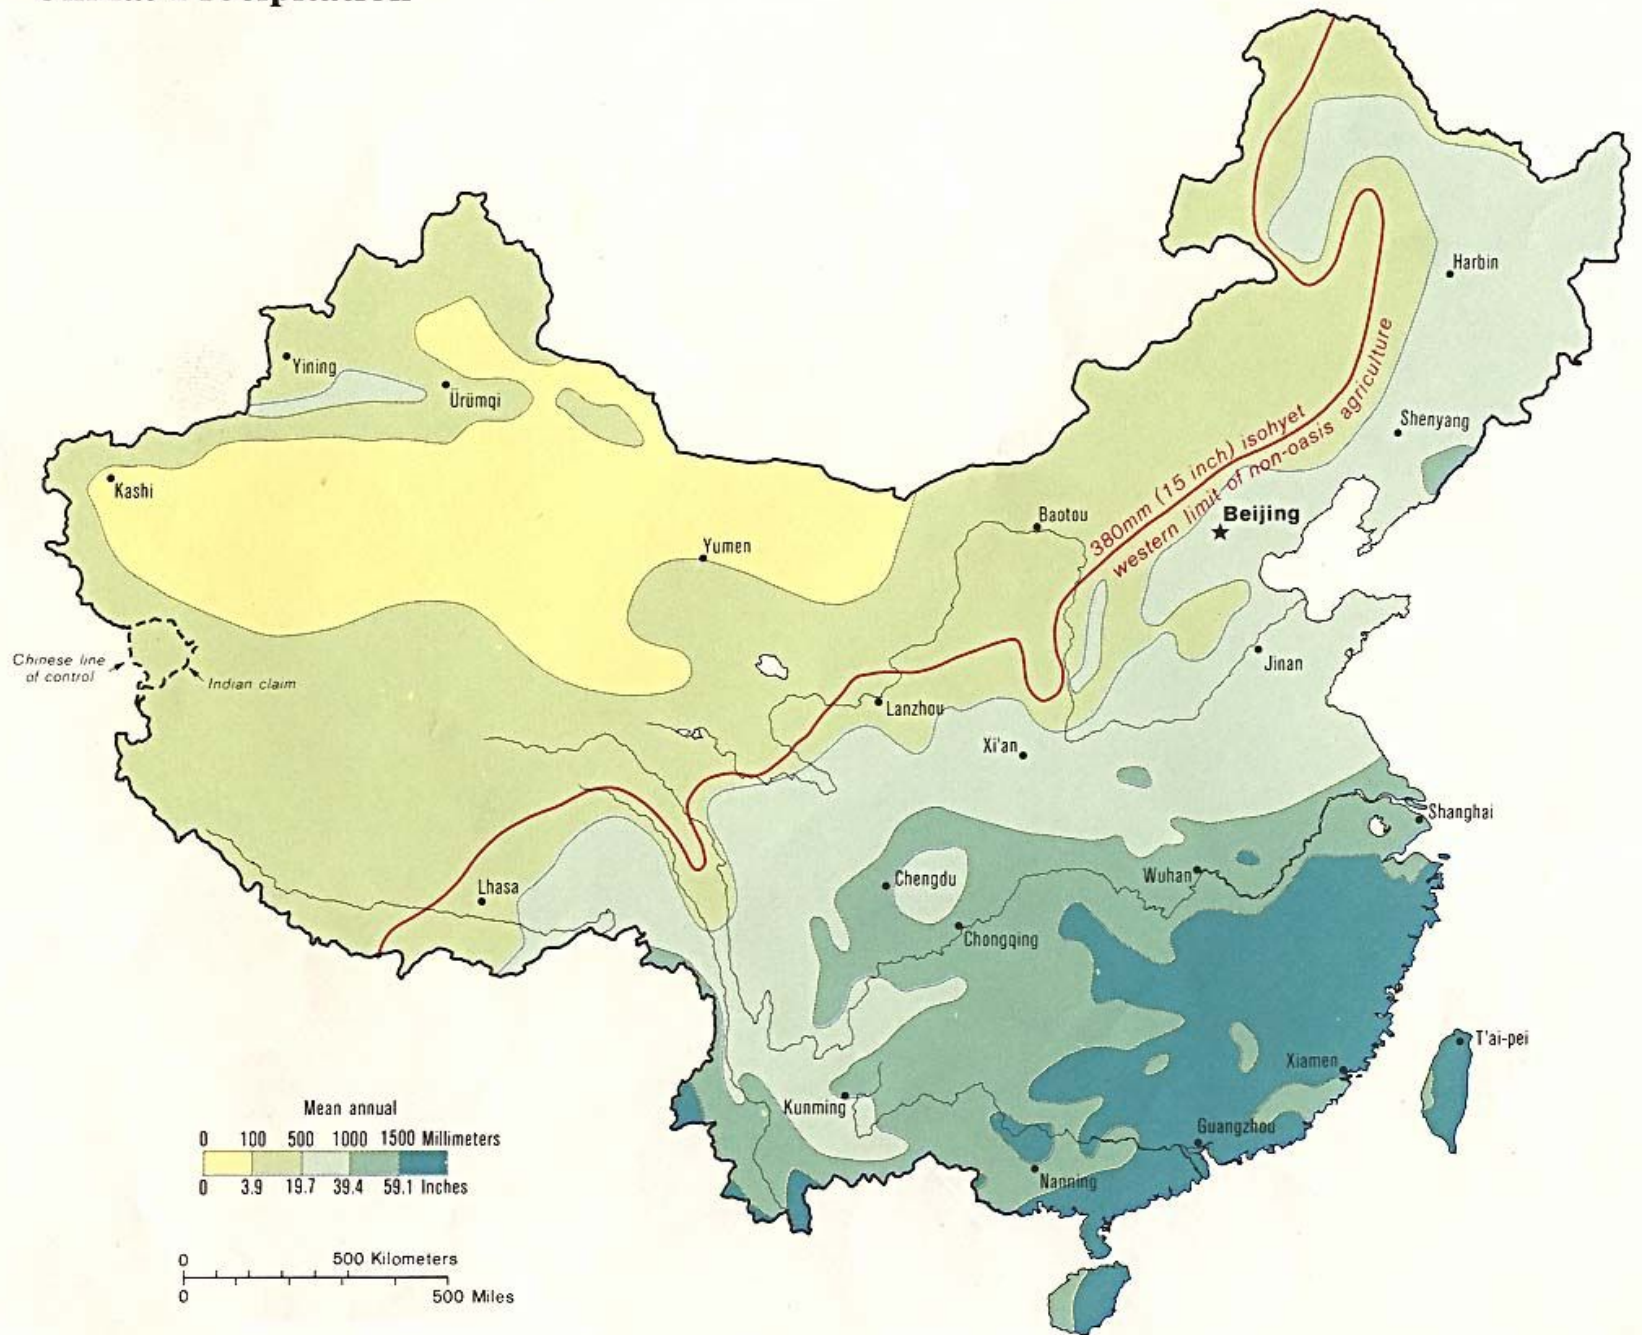 Harbin
Yining
Ürümqi
Shenyang
380mm (15 inch) isohyet
western limit of non-oasis agriculture
Kashi
Baotou
Beijing
Yumen
Chinese line
of control
Indian claim
Jinan
Lanzhou
Xi'an
Shanghai
Lhasa
Chengdu
Wuhan
Chongqing
T'ai-pei
Xiamen
Kunming
Guangzhou
Nanning
Mean annual
0 100 500 1000 1500 Millimeters
0 3.9 19.7 39.4 59.1 Inches
0 500 Kilometers
0 500 Miles